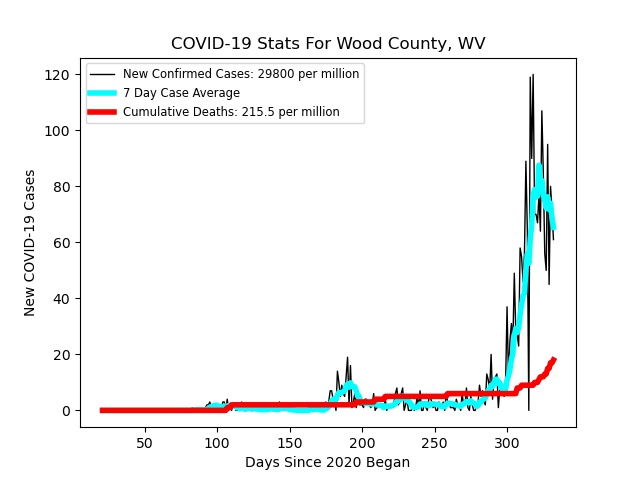 COVID-19 Stats For Wood County, WV
New Confirmed Cases: 29800 per million
7 Day Case Average
Cumulative Deaths: 215.5 per million
New COVID-19 Cases
120
100
80
60
40
20
0
50 100 150 200 250 300
Days Since 2020 Began